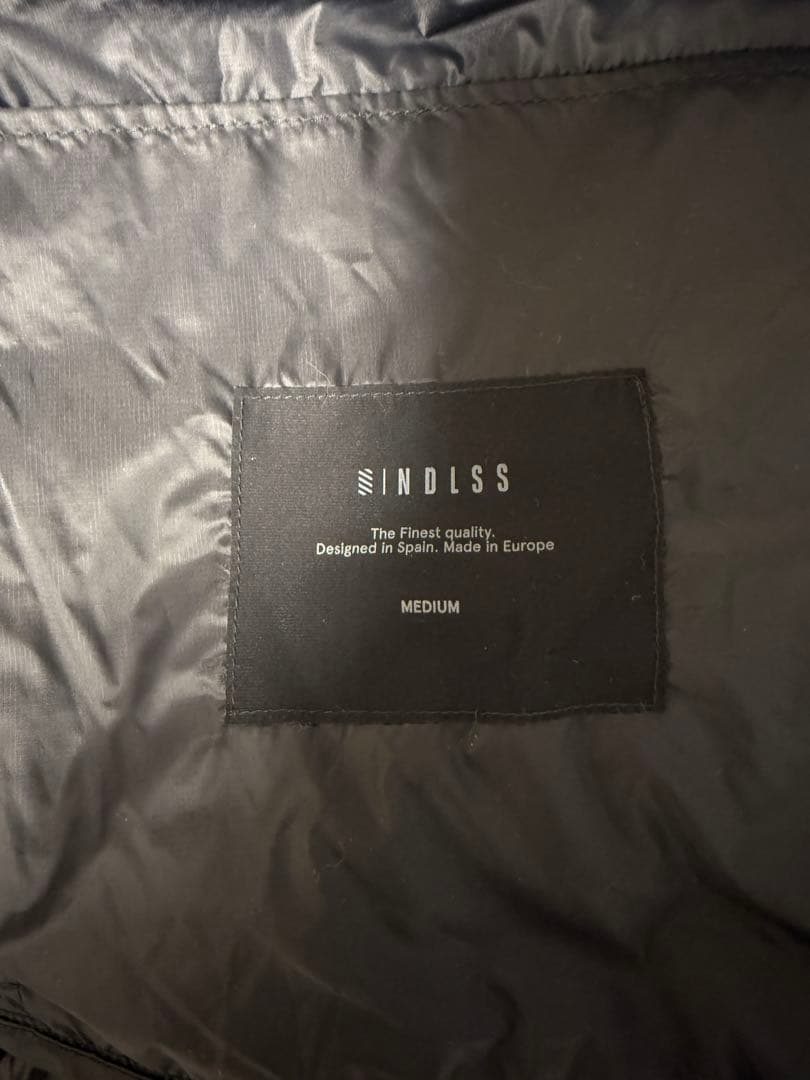 NDLSS
The Finest quality.
Designed in Spain. Made in Europe
MEDIUM